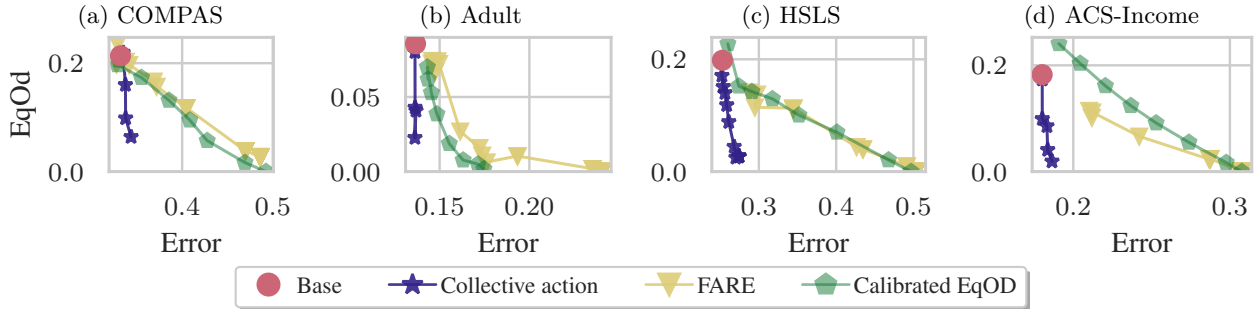 (a) COMPAS
(b) Adult
(c) HSLS
(d) ACS-Income
EqOd
0.2
0.0
0.4
0.5
Error
0.05
0.00
0.15
0.20
Error
0.2
0.0
0.3
0.4
0.5
Error
0.2
0.0
0.2
0.3
Error
Base
Collective action
FARE
Calibrated EqOD